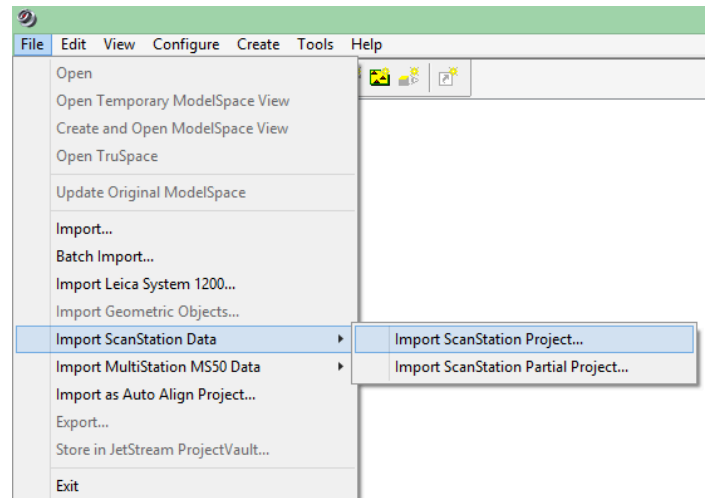 File Edit View Configure Create Tools Help
Open
Open Temporary ModelSpace View
Create and Open ModelSpace View
Open TruSpace
Update Original ModelSpace
Import...
Batch Import...
Import Leica System 1200...
Import Geometric Objects...
Import ScanStation Data
Import ScanStation Project...
Import MultiStation MS50 Data
Import ScanStation Partial Project...
Import as Auto Align Project...
Export...
Store in JetStream ProjectVault...
Exit